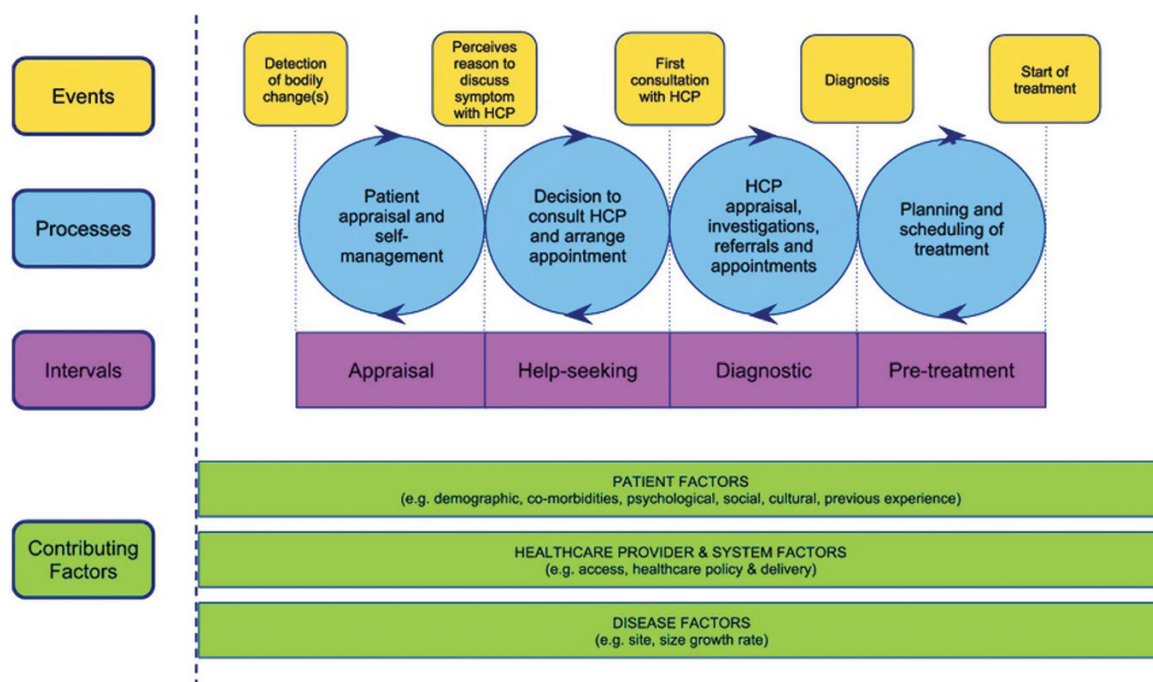 Events
Detection
of bodily
change(s)
Perceives
reason to
discuss
symptom
with HCP
First
consultation
with HCP
Diagnosis
Start of
treatment
Processes
Patient
appraisal and
self-
management
Decision to
consult HCP
and arrange
appointment
HCP
appraisal,
investigations,
referrals and
appointments
Planning and
scheduling of
treatment
Intervals
Appraisal
Help-seeking
Diagnostic
Pre-treatment
Contributing
Factors
PATIENT FACTORS
(e.g. demographic, co-morbidities, psychological, social, cultural, previous experience)
HEALTHCARE PROVIDER & SYSTEM FACTORS
(e.g. access, healthcare policy & delivery)
DISEASE FACTORS
(e.g. site, size growth rate)